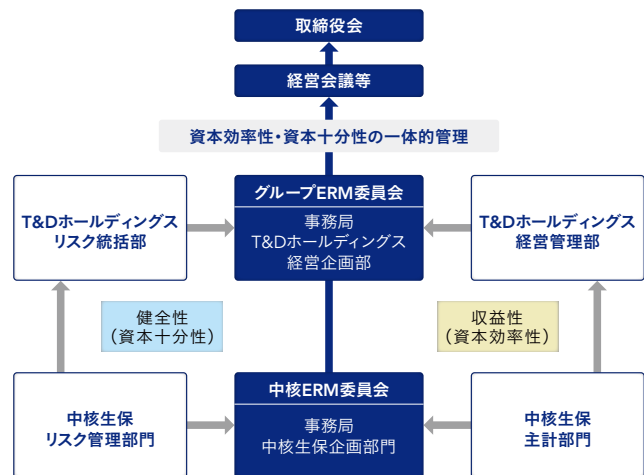 取締役会
経営会議等
資本効率性・資本十分性の一体的管理
T&Dホールディングス
リスク統括部
グループERM委員会
事務局
T&Dホールディングス
経営企画部
T&Dホールディングス
経営管理部
健全性
（資本十分性）
収益性
（資本効率性）
中核生保
リスク管理部門
中核ERM委員会
事務局
中核生保企画部門
中核生保
主計部門